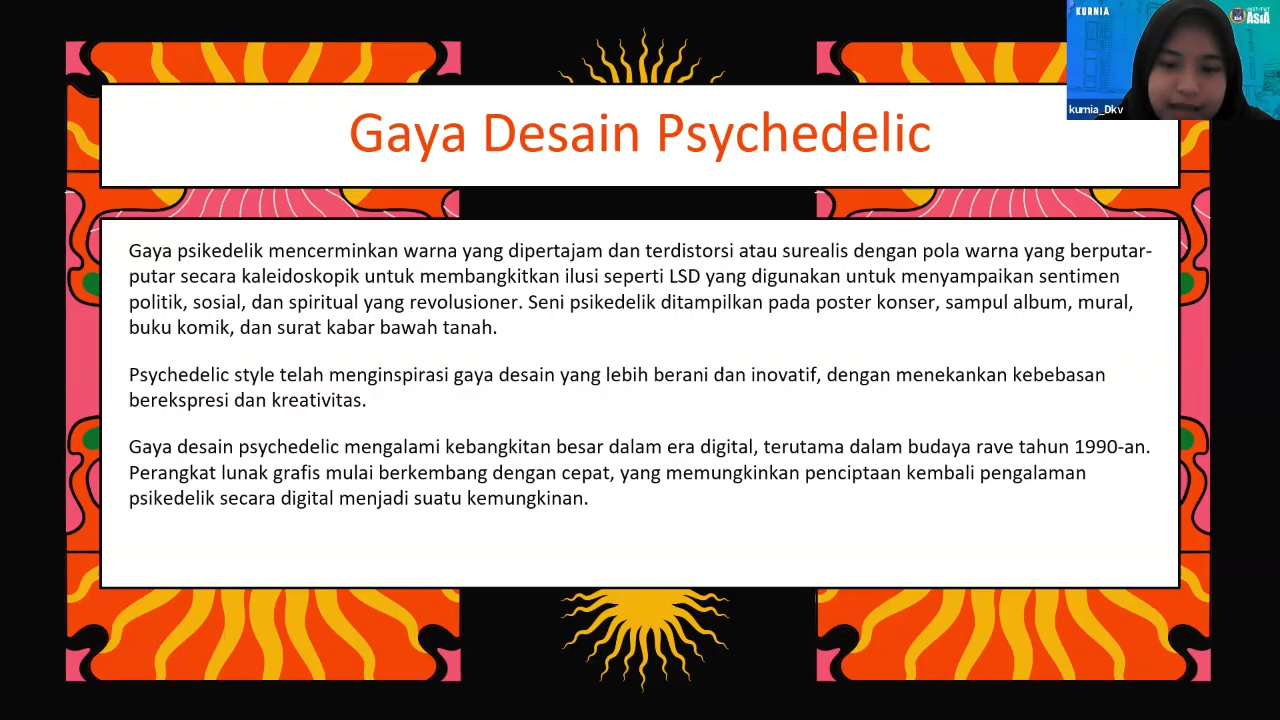 KURNIA
INSTITUT
ASIA
kurnia_Dkv
Gaya Desain Psychedelic
Gaya psikedelik mencerminkan warna yang dipertajam dan terdistorsi atau surealis dengan pola warna yang berputar-
putar secara kaleidoskopik untuk membangkitkan ilusi seperti LSD yang digunakan untuk menyampaikan sentimen
politik, sosial, dan spiritual yang revolusioner. Seni psikedelik ditampilkan pada poster konser, sampul album, mural,
buku komik, dan surat kabar bawah tanah.
Psychedelic style telah menginspirasi gaya desain yang lebih berani dan inovatif, dengan menekankan kebebasan
berekspresi dan kreativitas.
Gaya desain psychedelic mengalami kebangkitan besar dalam era digital, terutama dalam budaya rave tahun 1990-an.
Perangkat lunak grafis mulai berkembang dengan cepat, yang memungkinkan penciptaan kembali pengalaman
psikedelik secara digital menjadi suatu kemungkinan.